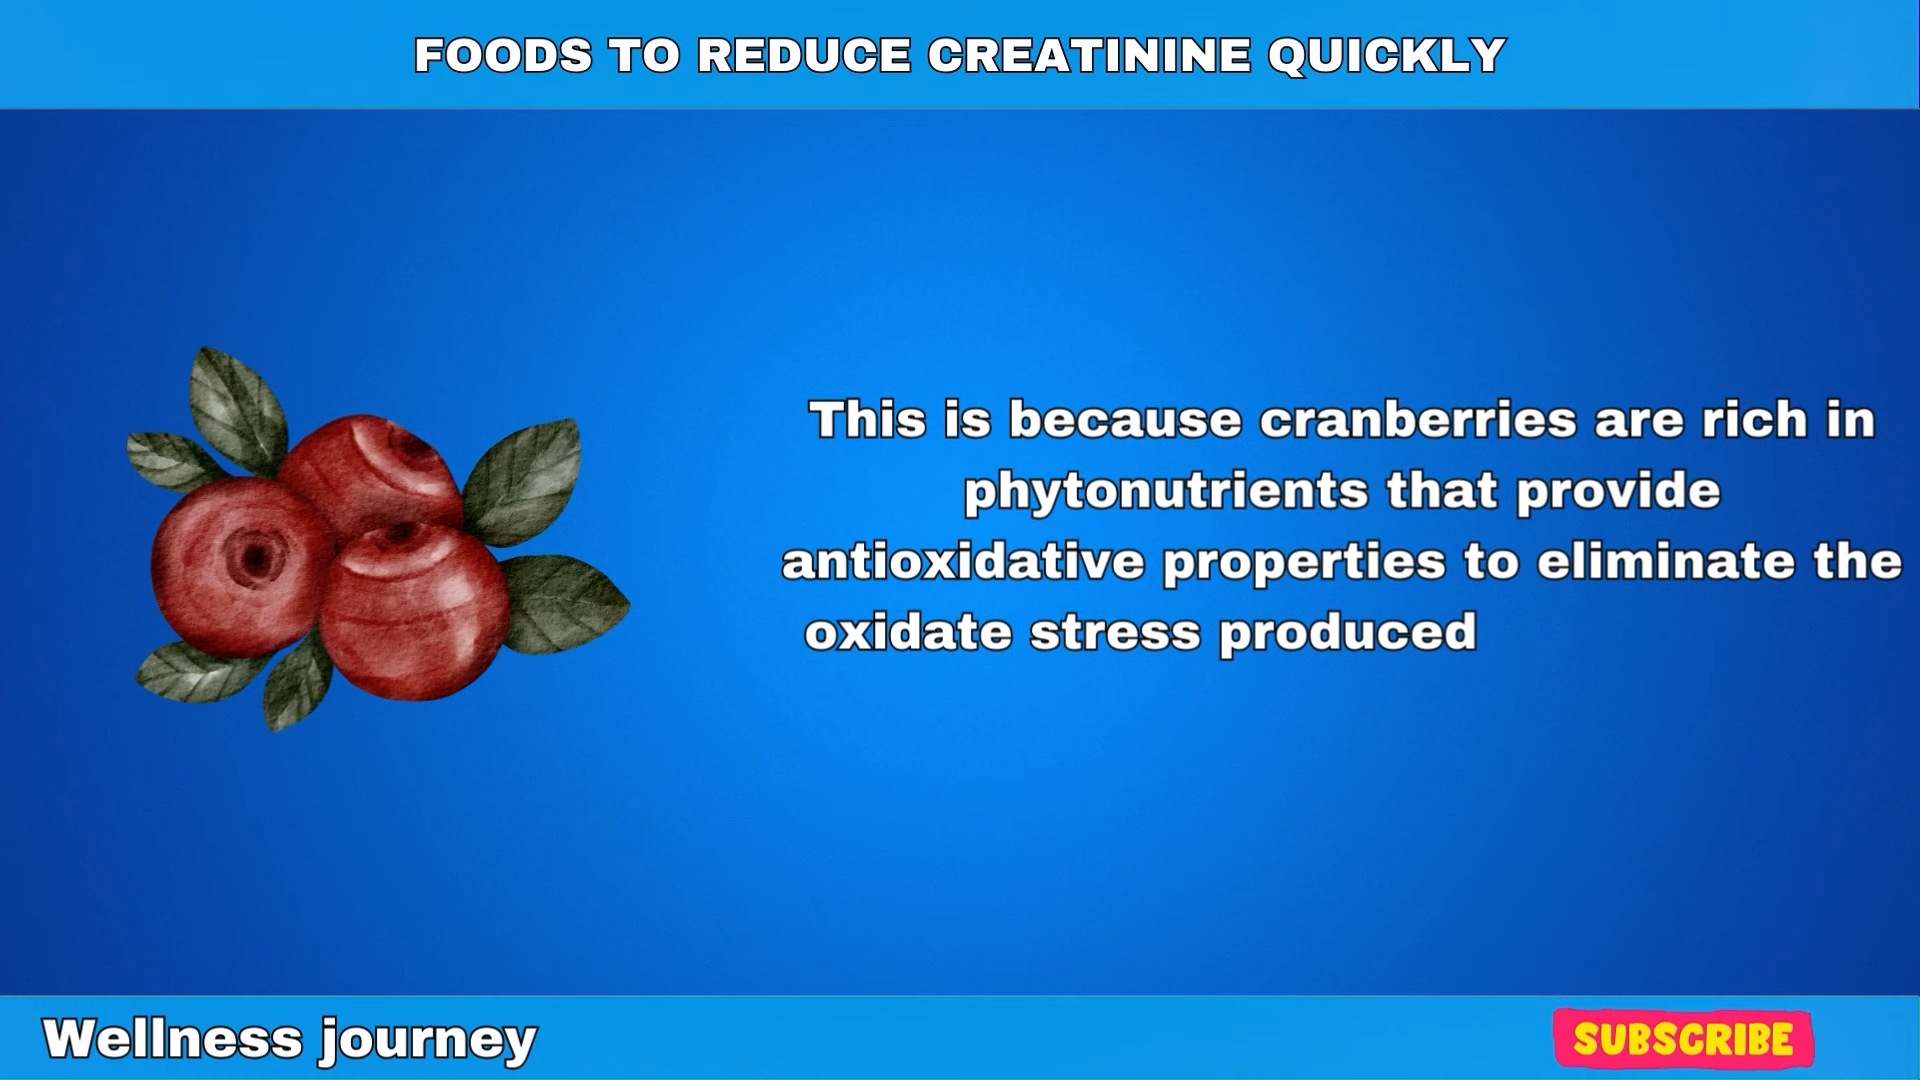 FOODS TO REDUCE CREATININE QUICKLY
This is because cranberries are rich in
phytonutrients that provide
antioxidative properties to eliminate the
oxidate stress produced
Wellness journey
SUBSCRIBE